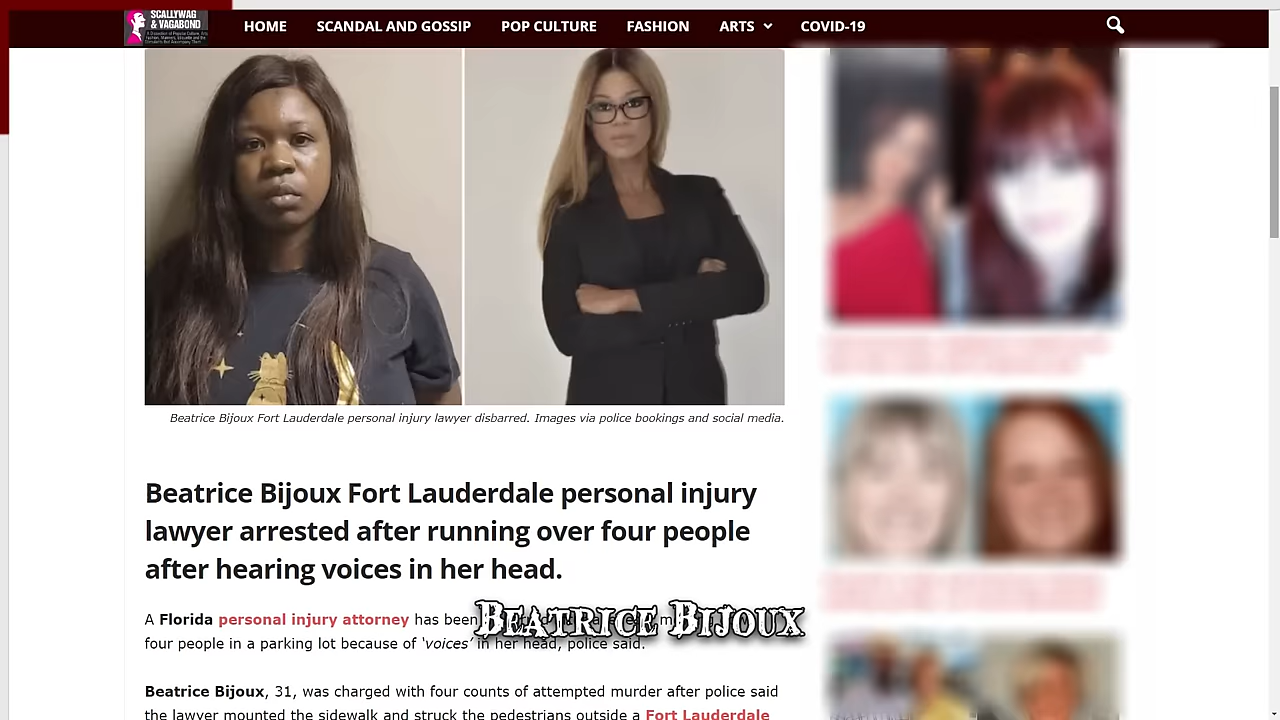 SCALLYWAG
& VAGABOND
HOME SCANDAL AND GOSSIP POP CULTURE FASHION ARTS COVID-19
Beatrice Bijoux Fort Lauderdale personal injury lawyer disbarred. Images via police bookings and social media.
Beatrice Bijoux Fort Lauderdale personal injury
lawyer arrested after running over four people
after hearing voices in her head.
A Florida personal injury attorney has been
BEATRICE BIJOUX
four people in a parking lot because of ‘voices’ in her head, police said.
Beatrice Bijoux, 31, was charged with four counts of attempted murder after police said
the lawyer mounted the sidewalk and struck the pedestrians outside a Fort Lauderdale